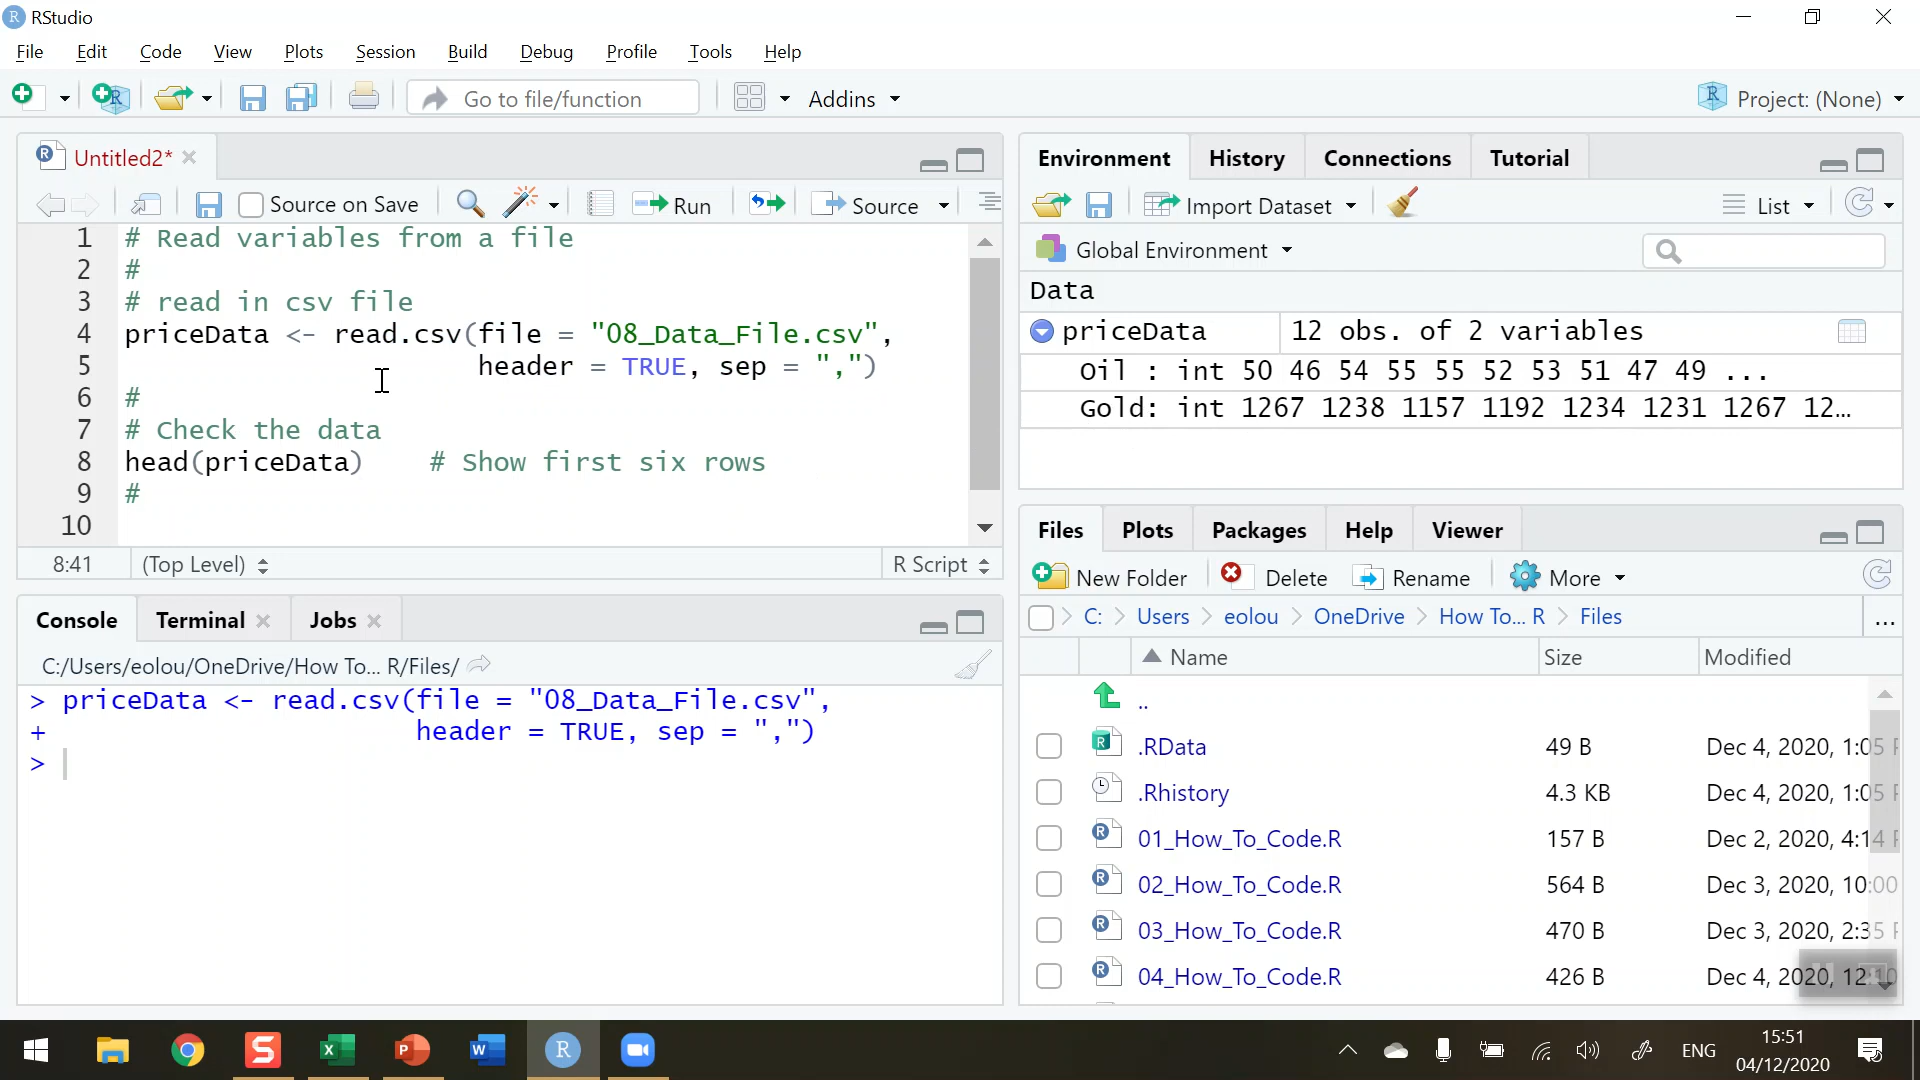 RStudio
File Edit Code View Plots Session Build Debug Profile Tools Help
Go to file/function Addins Project: (None)
Untitled2*
Source on Save Run Source
1 # Read variables from a file
2 #
3 # read in csv file
4 priceData <- read.csv(file = "08_Data_File.csv",
5 header = TRUE, sep = ",")
6 #
7 # Check the data
8 head(priceData) # Show first six rows
9 #
10
8:41 (Top Level) R Script
Console Terminal Jobs
C:/Users/eolou/OneDrive/How To... R/Files/
> priceData <- read.csv(file = "08_Data_File.csv",
+ header = TRUE, sep = ",")
>
Environment History Connections Tutorial
Import Dataset List
Global Environment
Data
priceData 12 obs. of 2 variables
Oil : int 50 46 54 55 55 52 53 51 47 49 ...
Gold: int 1267 1238 1157 1192 1234 1231 1267 12...
Files Plots Packages Help Viewer
New Folder Delete Rename More
C: > Users > eolou > OneDrive > How To... R > Files ...
Name Size Modified
..
.RData 49 B Dec 4, 2020, 1:05 P
.Rhistory 4.3 KB Dec 4, 2020, 1:05 P
01_How_To_Code.R 157 B Dec 2, 2020, 4:14 P
02_How_To_Code.R 564 B Dec 3, 2020, 10:00
03_How_To_Code.R 470 B Dec 3, 2020, 2:35 P
04_How_To_Code.R 426 B Dec 4, 2020, 12:10
ENG 15:51
04/12/2020